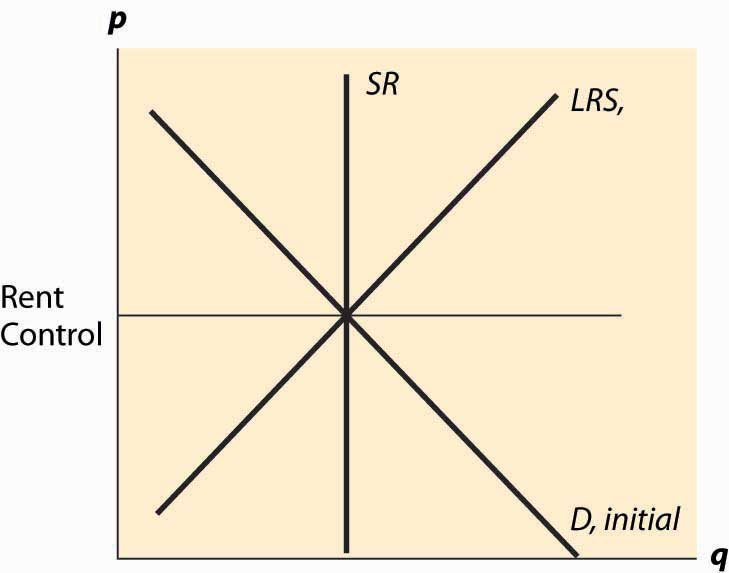 p
SR
LRS,
Rent
Control
D, initial
q